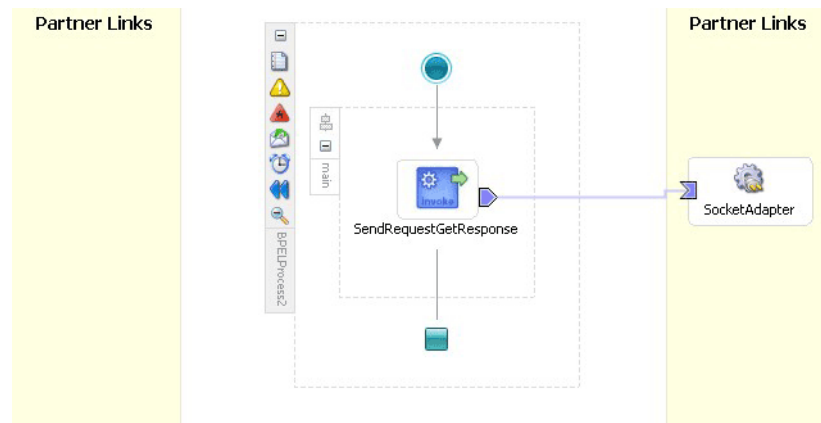 Partner Links
Partner Links
main
invoke
SendRequestGetResponse
SocketAdapter
BPELProcess2